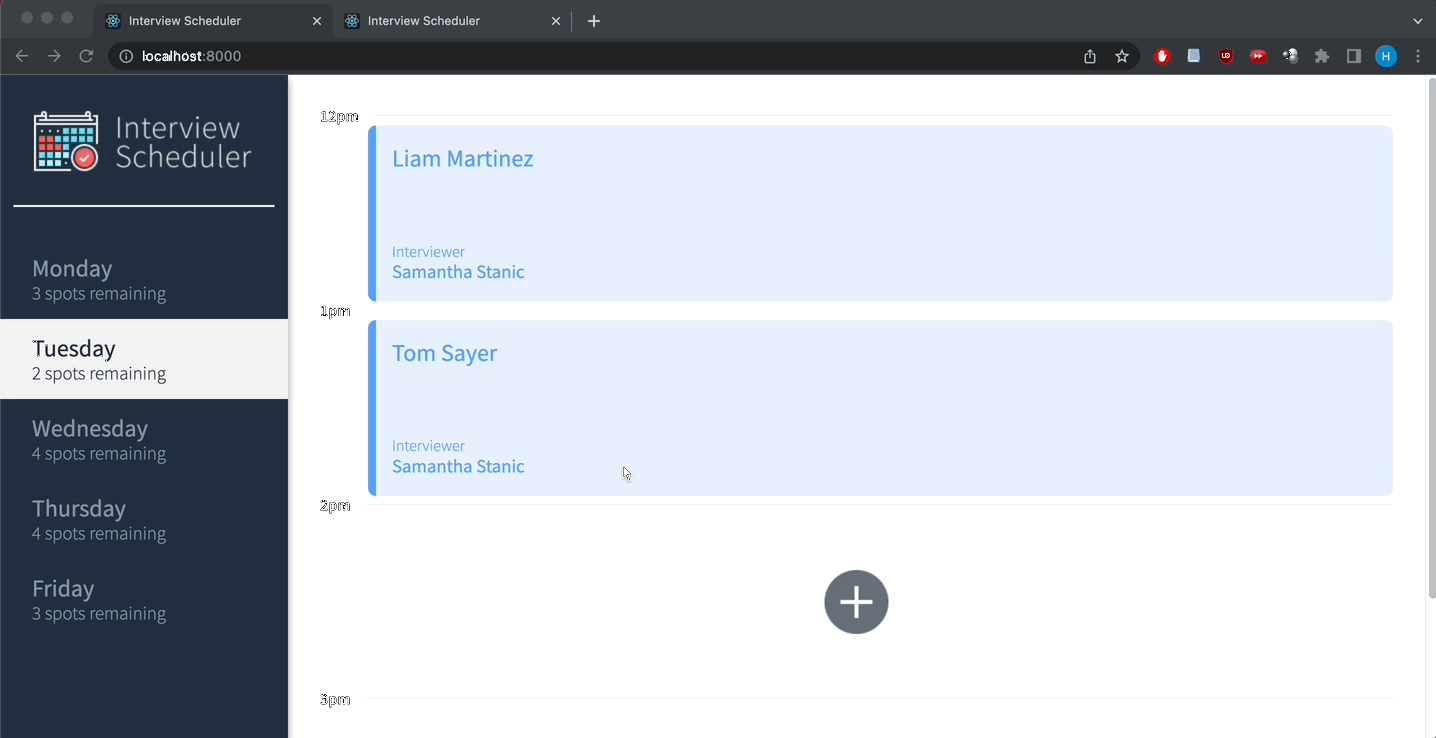 Interview Scheduler
Interview Scheduler
localhost:8000
H
Interview
Scheduler
Monday
3 spots remaining
Tuesday
2 spots remaining
Wednesday
4 spots remaining
Thursday
4 spots remaining
Friday
3 spots remaining
12pm
Liam Martinez
Interviewer
Samantha Stanic
1pm
Tom Sayer
Interviewer
Samantha Stanic
2pm
3pm